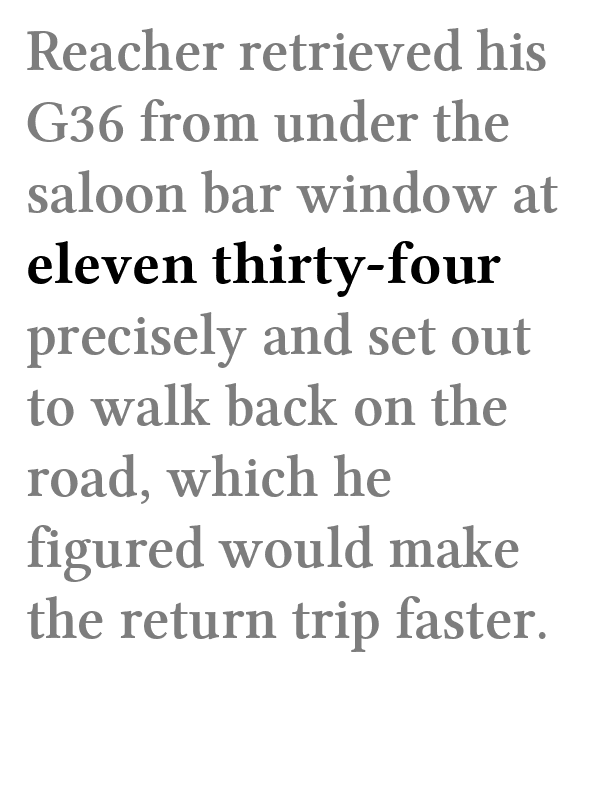 Reacher retrieved his
G36 from under the
saloon bar window at
eleven thirty-four
precisely and set out
to walk back on the
road, which he
figured would make
the return trip faster.